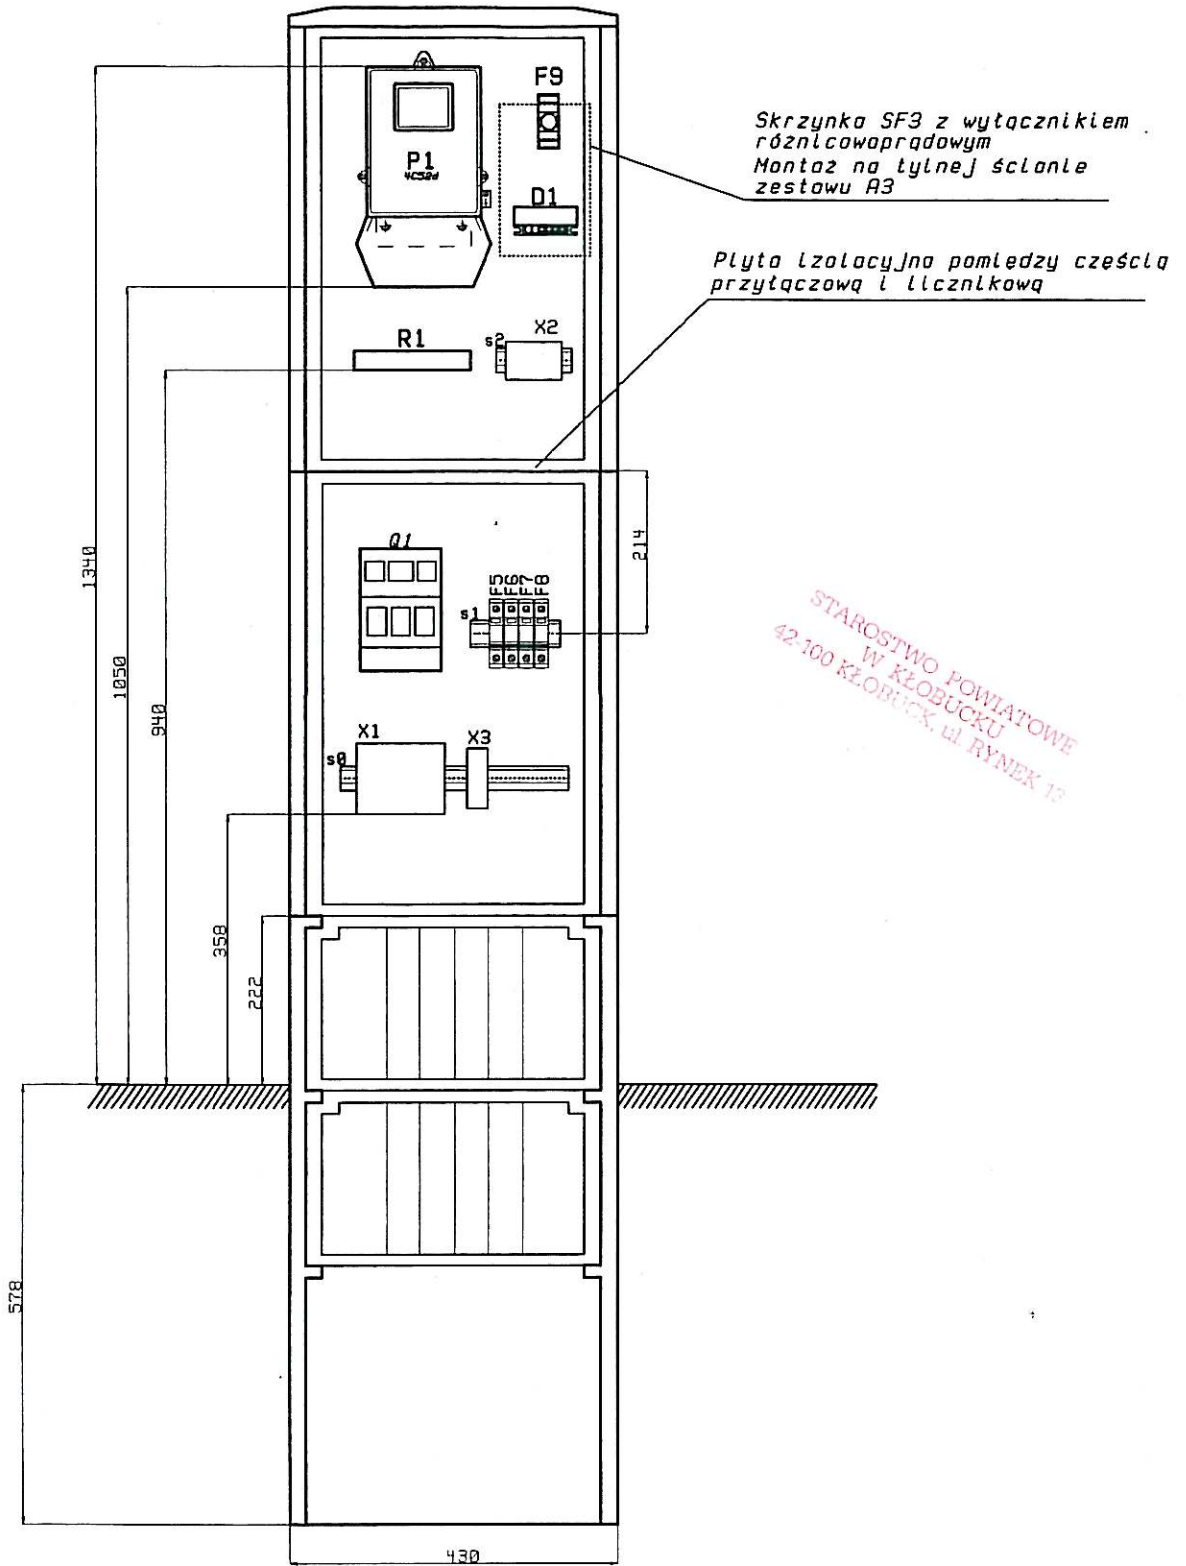 F9
Skrzynka SF3 z wyłącznikiem
różnicowoprądowym
Montaż na tylnej ścianie
zestawu A3
P1
4C52d
D1
Płyta izolacyjna pomiędzy częścią
przyłączową i licznikową
R1
s2
X2
1340
1050
940
214
Q1
F5
F6
F7
F8
s1
STAROSTWO POWIATOWE
W KŁOBUCKU
42-100 KŁOBUCK, ul. RYNEK 13
X1
X3
s0
358
222
578
430